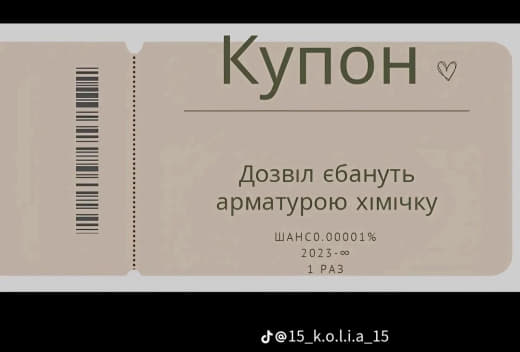 Купон
Дозвіл єбануть
арматурою хімічку
ШАНС0.00001%
2023-∞
1 РАЗ
@15_k.o.l.i.a_15